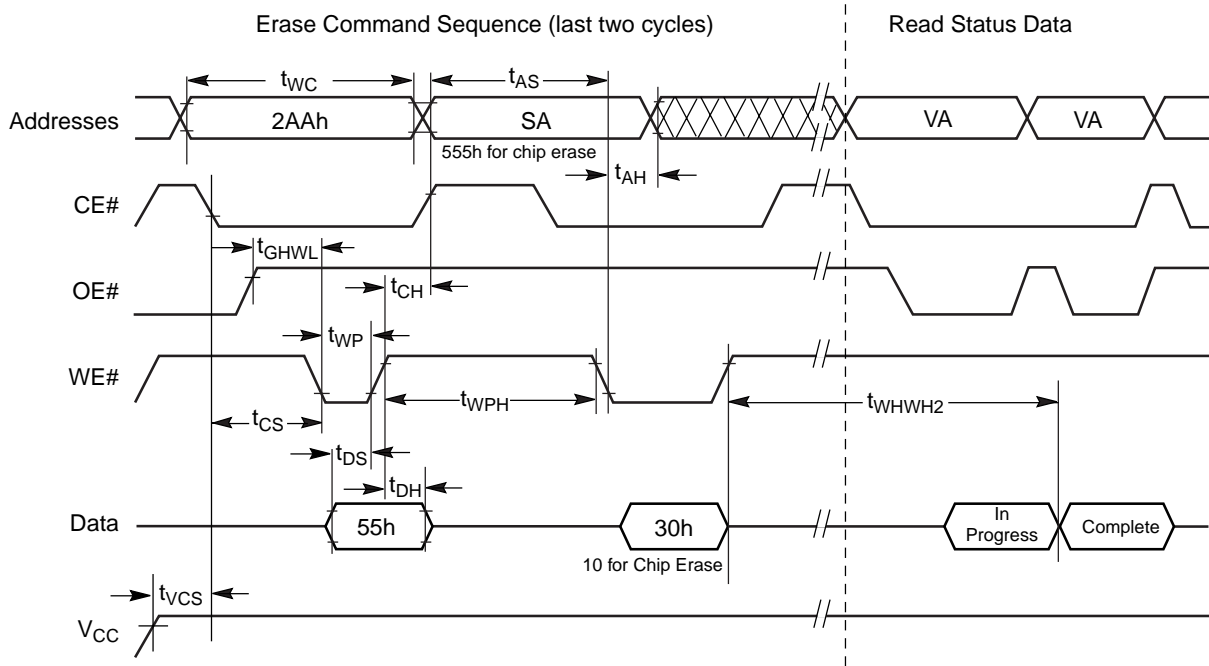 Erase Command Sequence (last two cycles)
Read Status Data
tWC
tAS
Addresses
2AAh
SA
VA
VA
555h for chip erase
tAH
CE#
tGHWL
OE#
tCH
tWP
WE#
tWPH
tWHWH2
tCS
tDS
tDH
Data
55h
30h
In
Progress
Complete
10 for Chip Erase
tVCS
VCC